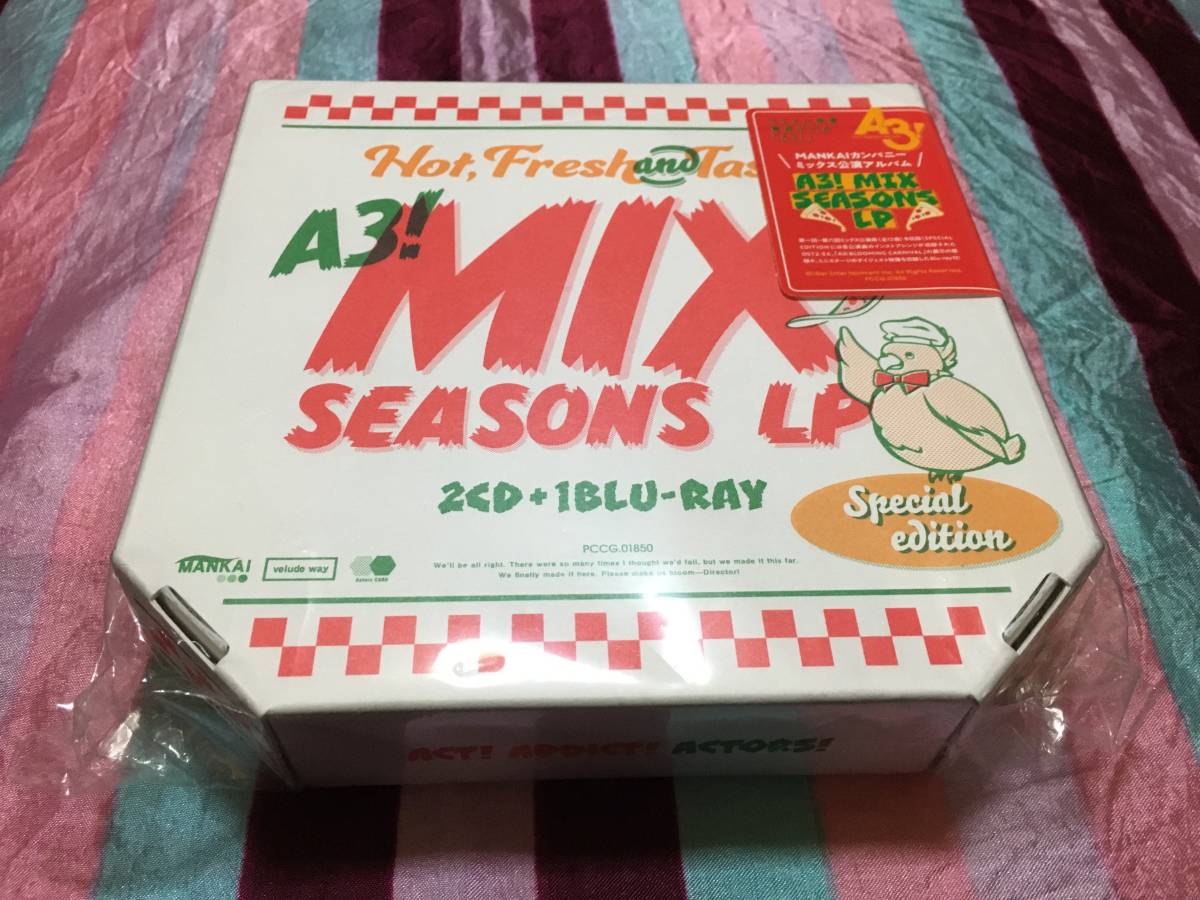 Hot, Fresh and Tas
A3!
MIX
SEASONS LP
2CD+1BLU-RAY
A3!
MANKAIカンパニー
ミックス公演アルバム
A3! MIX
SEASONS
LP
PCCG.01850
Special
edition
PCCG.01850
MANKAI
velude way
We'll be all right. There were so many times I thought we'd fail, but we made it this far.
We finally made it here. Please make us bloom—Director!
ACT! ADDICT! ACTORS!